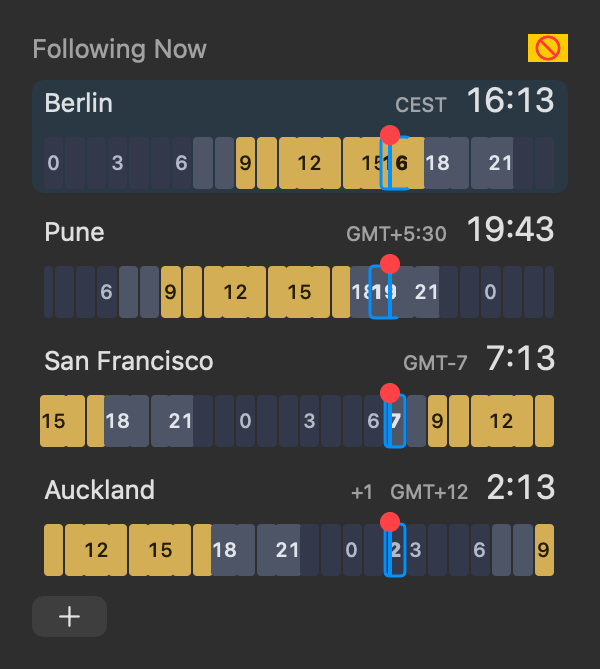 Following Now
Berlin CEST 16:13
0 3 6 9 12 15 16 18 21
Pune GMT+5:30 19:43
6 9 12 15 18 19 21 0
San Francisco GMT-7 7:13
15 18 21 0 3 6 7 9 12
Auckland +1 GMT+12 2:13
12 15 18 21 0 2 3 6 9
+